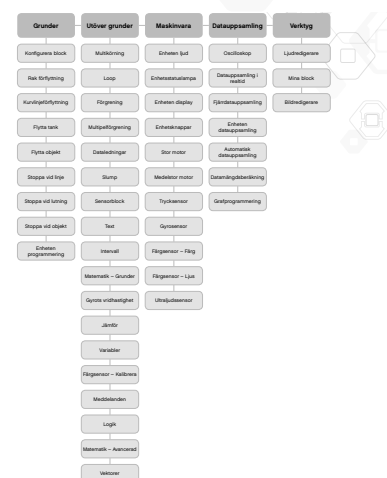 Grunder
Konfigurera block
Rak förflyttning
Kurvlinjeförflyttning
Flytta tank
Flytta objekt
Stoppa vid linje
Stoppa vid lutning
Stoppa vid objekt
Enheten
programmering
Utöver grunder
Multikörning
Loop
Förgrening
Multipelförgrening
Dataledningar
Slump
Sensorblock
Text
Intervall
Matematik – Grunder
Gyrots vridhastighet
Jämför
Variabler
Färgsensor – Kalibrera
Meddelanden
Logik
Matematik – Avancerad
Vektorer
Maskinvara
Enheten ljud
Enhetsstatuslampa
Enheten display
Enhetsknappar
Stor motor
Medelstor motor
Trycksensor
Gyrosensor
Färgsensor – Färg
Färgsensor – Ljus
Ultraljudssensor
Datauppsamling
Oscilloskop
Datauppsamling i
realtid
Fjärrdatauppsamling
Enheten
datauppsamling
Automatisk
datauppsamling
Datamängdsberäkning
Grafprogrammering
Verktyg
Ljudredigerare
Mina block
Bildredigerare